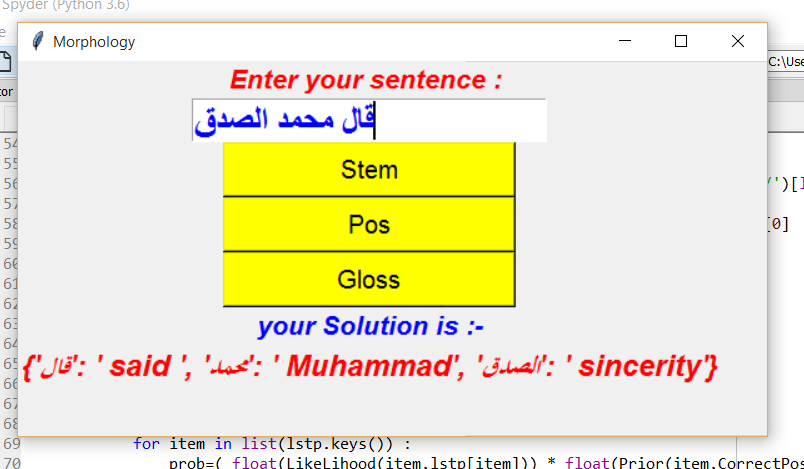 Spyder (Python 3.6)
Morphology
C:\Use
Enter your sentence :
قال محمد الصدق
Stem
Pos
Gloss
your Solution is :-
{'قال': ' said ', 'محمد': ' Muhammad', 'الصدق': ' sincerity'}
54
55
56 /')[l
57
58 [0]
59
60
61
62
63
64
65
66
67
68
69 for item in list(lstp.keys()) :
70 prob=( float(LikeLihood(item,lstp[item])) * float(Prior(item.CorrectPos